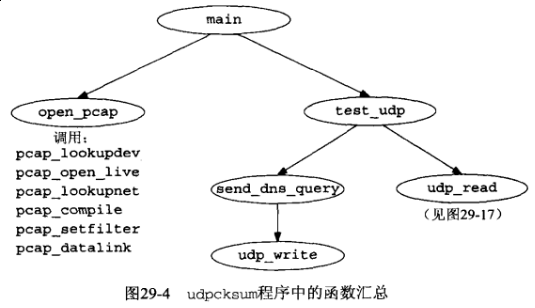 main
open_pcap
test_udp
调用：
pcap_lookupdev
pcap_open_live
pcap_lookupnet
pcap_compile
pcap_setfilter
pcap_datalink
send_dns_query
udp_read
（见图29-17）
udp_write
图29-4 udpcksum程序中的函数汇总